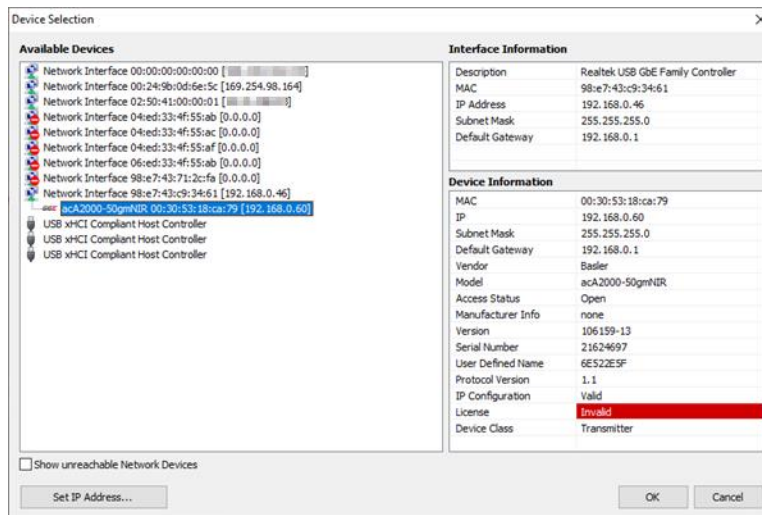 Device Selection
Available Devices
Network Interface 00:00:00:00:00:00 [
Network Interface 00:24:9b:0d:6e:5c [169.254.98.164]
Network Interface 02:50:41:00:00:01 [
Network Interface 04:ed:33:4f:55:ab [0.0.0.0]
Network Interface 04:ed:33:4f:55:ac [0.0.0.0]
Network Interface 04:ed:33:4f:55:af [0.0.0.0]
Network Interface 06:ed:33:4f:55:ab [0.0.0.0]
Network Interface 98:e7:43:71:2c:fa [0.0.0.0]
Network Interface 98:e7:43:c9:34:61 [192.168.0.46]
acA2000-50gmNIR 00:30:53:18:ca:79 [192.168.0.60]
USB xHCI Compliant Host Controller
USB xHCI Compliant Host Controller
USB xHCI Compliant Host Controller
Show unreachable Network Devices
Set IP Address...
Interface Information
Description Realtek USB GbE Family Controller
MAC 98:e7:43:c9:34:61
IP Address 192.168.0.46
Subnet Mask 255.255.255.0
Default Gateway 192.168.0.1
Device Information
MAC 00:30:53:18:ca:79
IP 192.168.0.60
Subnet Mask 255.255.255.0
Default Gateway 192.168.0.1
Vendor Basler
Model acA2000-50gmNIR
Access Status Open
Manufacturer Info none
Version 106159-13
Serial Number 21624697
User Defined Name 6E522E5F
Protocol Version 1.1
IP Configuration Valid
License Invalid
Device Class Transmitter
OK Cancel